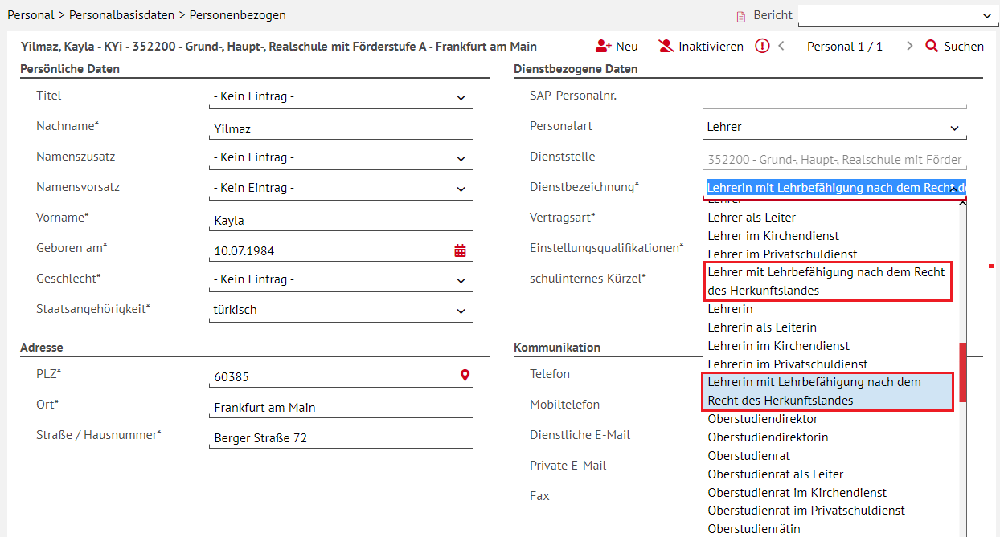 Personal > Personalbasisdaten > Personenbezogen
Bericht
Yilmaz, Kayla - KYi - 352200 - Grund-, Haupt-, Realschule mit Förderstufe A - Frankfurt am Main
Neu
Inaktivieren
Personal 1 / 1
Suchen
Persönliche Daten
Titel
- Kein Eintrag -
Nachname*
Yilmaz
Namenszusatz
- Kein Eintrag -
Namensvorsatz
- Kein Eintrag -
Vorname*
Kayla
Geboren am*
10.07.1984
Geschlecht*
- Kein Eintrag -
Staatsangehörigkeit*
türkisch
Adresse
PLZ*
60385
Ort*
Frankfurt am Main
Straße / Hausnummer*
Berger Straße 72
Dienstbezogene Daten
SAP-Personalnr.
Personalart
Lehrer
Dienststelle
352200 - Grund-, Haupt-, Realschule mit Förder
Dienstbezeichnung*
Lehrerin mit Lehrbefähigung nach dem Recht de
Vertragsart*
Einstellungsqualifikationen*
schulinternes Kürzel*
Lehrer
Lehrer als Leiter
Lehrer im Kirchendienst
Lehrer im Privatschuldienst
Lehrer mit Lehrbefähigung nach dem Recht
des Herkunftslandes
Lehrerin
Lehrerin als Leiterin
Lehrerin im Kirchendienst
Lehrerin im Privatschuldienst
Lehrerin mit Lehrbefähigung nach dem
Recht des Herkunftslandes
Oberstudiendirektor
Oberstudiendirektorin
Oberstudienrat
Oberstudienrat als Leiter
Oberstudienrat im Kirchendienst
Oberstudienrat im Privatschuldienst
Oberstudienrätin
Kommunikation
Telefon
Mobiltelefon
Dienstliche E-Mail
Private E-Mail
Fax